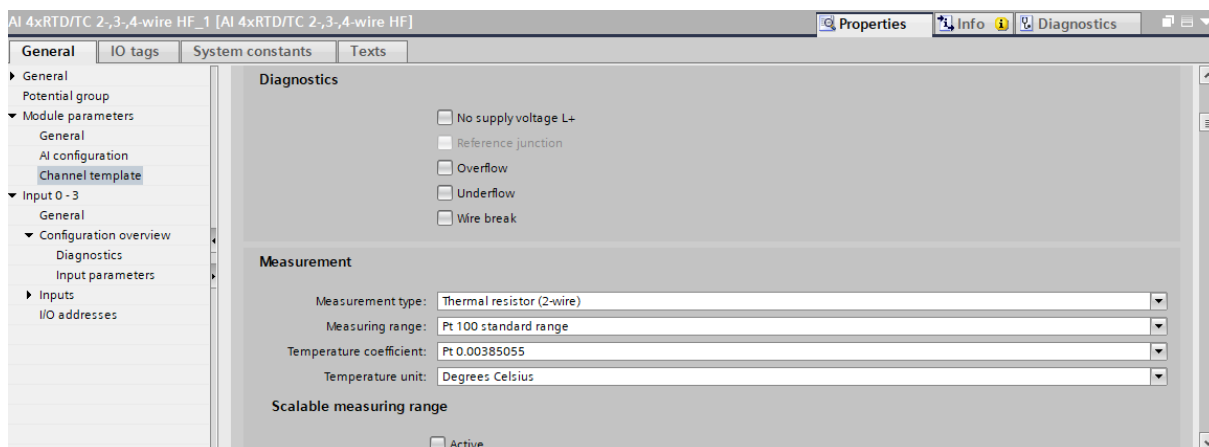 AI 4xRTD/TC 2-,3-,4-wire HF_1 [AI 4xRTD/TC 2-,3-,4-wire HF]
Properties
Info
Diagnostics
General
IO tags
System constants
Texts
General
Potential group
Module parameters
General
AI configuration
Channel template
Input 0 - 3
General
Configuration overview
Diagnostics
Input parameters
Inputs
I/O addresses
Diagnostics
No supply voltage L+
Reference junction
Overflow
Underflow
Wire break
Measurement
Measurement type: Thermal resistor (2-wire)
Measuring range: Pt 100 standard range
Temperature coefficient: Pt 0.00385055
Temperature unit: Degrees Celsius
Scalable measuring range
Active